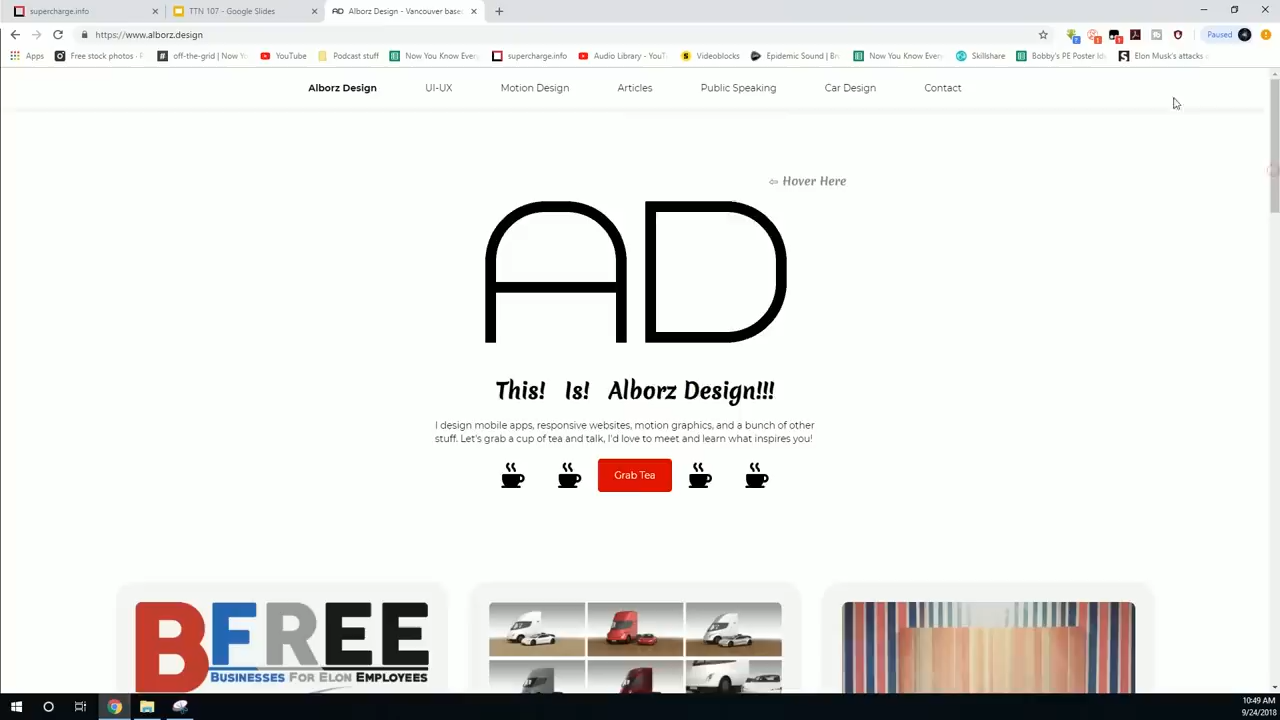 supercharge.info
TTN 107 - Google Slides
AD Alborz Design - Vancouver base
https://www.alborz.design
Paused
Apps
Free stock photos
off-the-grid | Now Y
YouTube
Podcast stuff
Now You Know Ever
supercharge.info
Audio Library - YouT
Videoblocks
Epidemic Sound | Br
Now You Know Ever
Skillshare
Bobby's PE Poster Id
Elon Musk's attacks o
Alborz Design
UI-UX
Motion Design
Articles
Public Speaking
Car Design
Contact
⇦ Hover Here
AD
This! Is! Alborz Design!!!
I design mobile apps, responsive websites, motion graphics, and a bunch of other
stuff. Let's grab a cup of tea and talk, I'd love to meet and learn what inspires you!
Grab Tea
BFREE
BUSINESSES FOR ELON EMPLOYEES
10:49 AM
9/24/2018